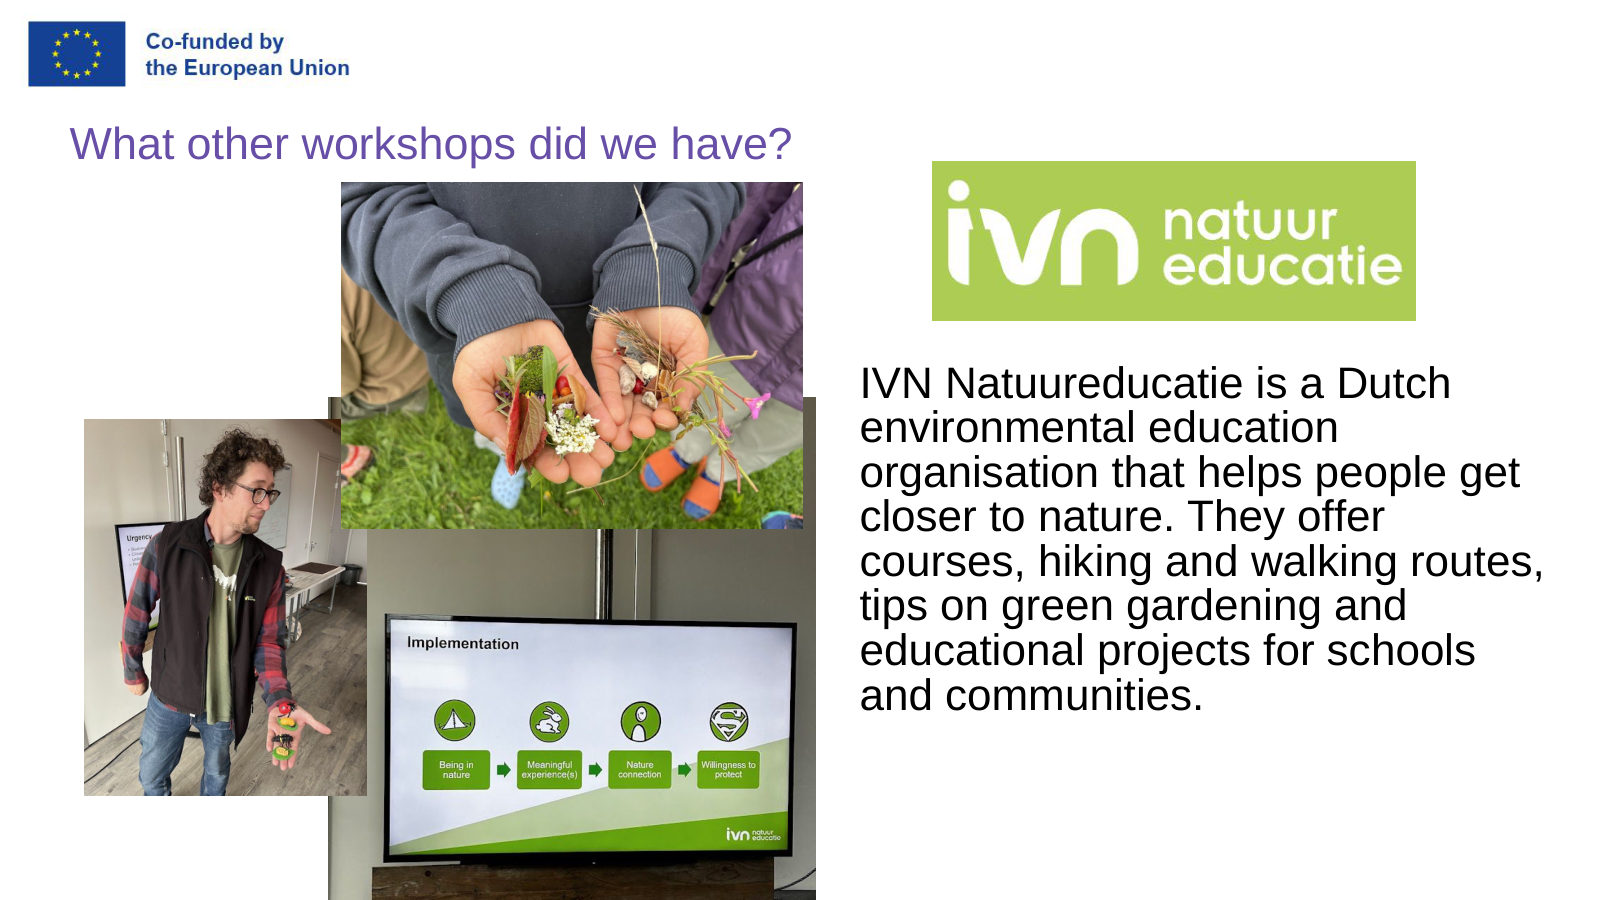 Co-funded by
the European Union
What other workshops did we have?
ivn natuur
educatie
IVN Natuureducatie is a Dutch
environmental education
organisation that helps people get
closer to nature. They offer
courses, hiking and walking routes,
tips on green gardening and
educational projects for schools
and communities.
Urgency
Implementation
Being in
nature
Meaningful
experience(s)
Nature
connection
Willingness to
protect
ivn natuur
educatie